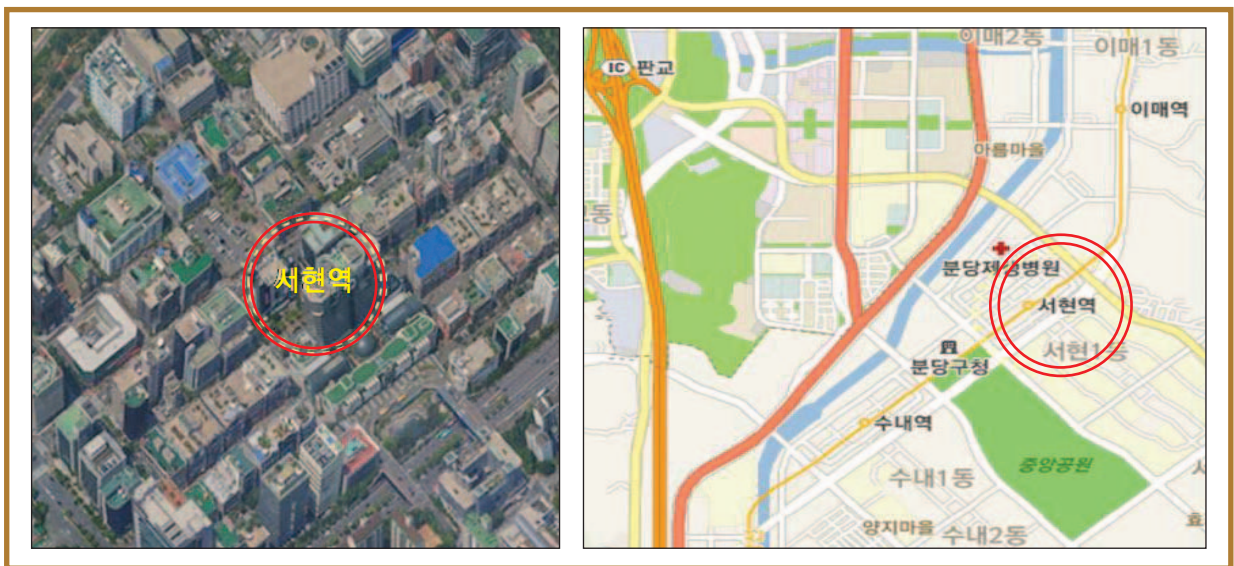 서현역
이매2동
이매1동
IC 판교
이매역
아름마을
분당제생병원
서현역
분당구청
서현1동
수내역
중앙공원
수내1동
양지마을
수내2동